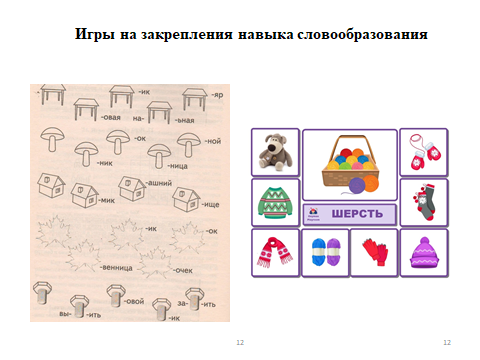 Игры на закрепления навыка словообразования
-ик -яр
-овая на- -ьная
-ок -ной
-ник -ница
-ашний
-мик -ище
-ик -ок
-венница -очек
-овой за- -ить
вы- -ить -ик
ШЕРСТЬ
12
12